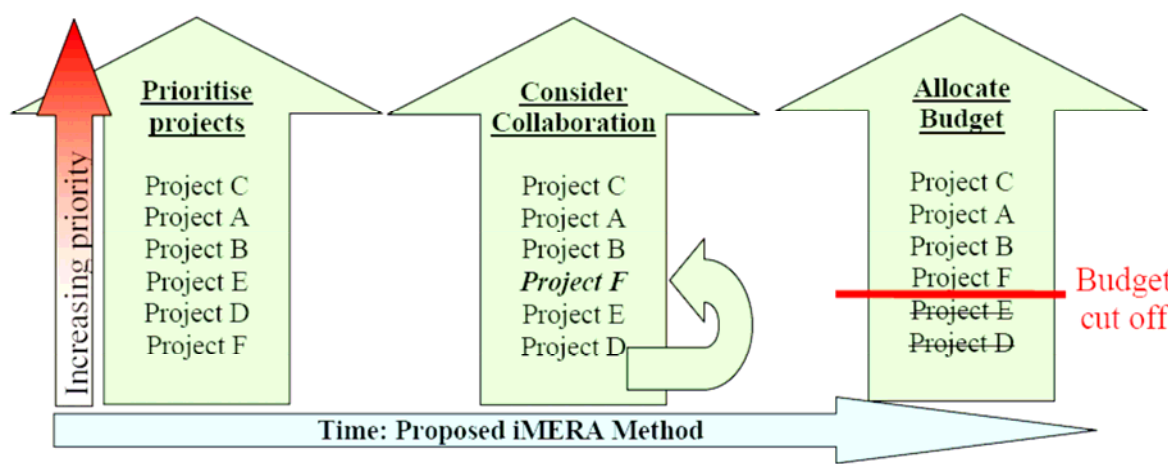 Increasing priority
Prioritise
projects
Project C
Project A
Project B
Project E
Project D
Project F
Consider
Collaboration
Project C
Project A
Project B
Project F
Project E
Project D
Allocate
Budget
Project C
Project A
Project B
Project F
Project E
Project D
Budget
cut off
Time: Proposed iMERA Method